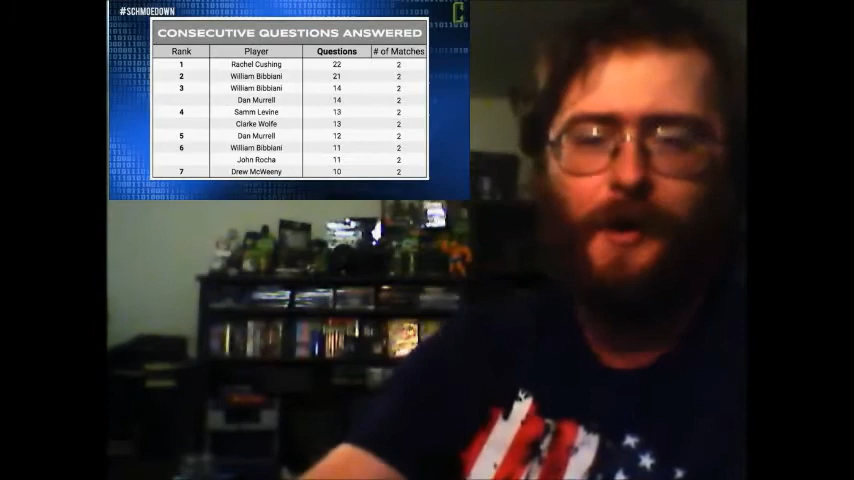 #SCHMOEDOWN
CONSECUTIVE QUESTIONS ANSWERED
Rank Player Questions # of Matches
1 Rachel Cushing 22 2
2 William Bibbiani 21 2
3 William Bibbiani 14 2
Dan Murrell 14 2
4 Samm Levine 13 2
Clarke Wolfe 13 2
5 Dan Murrell 12 2
6 William Bibbiani 11 2
John Rocha 11 2
7 Drew McWeeny 10 2